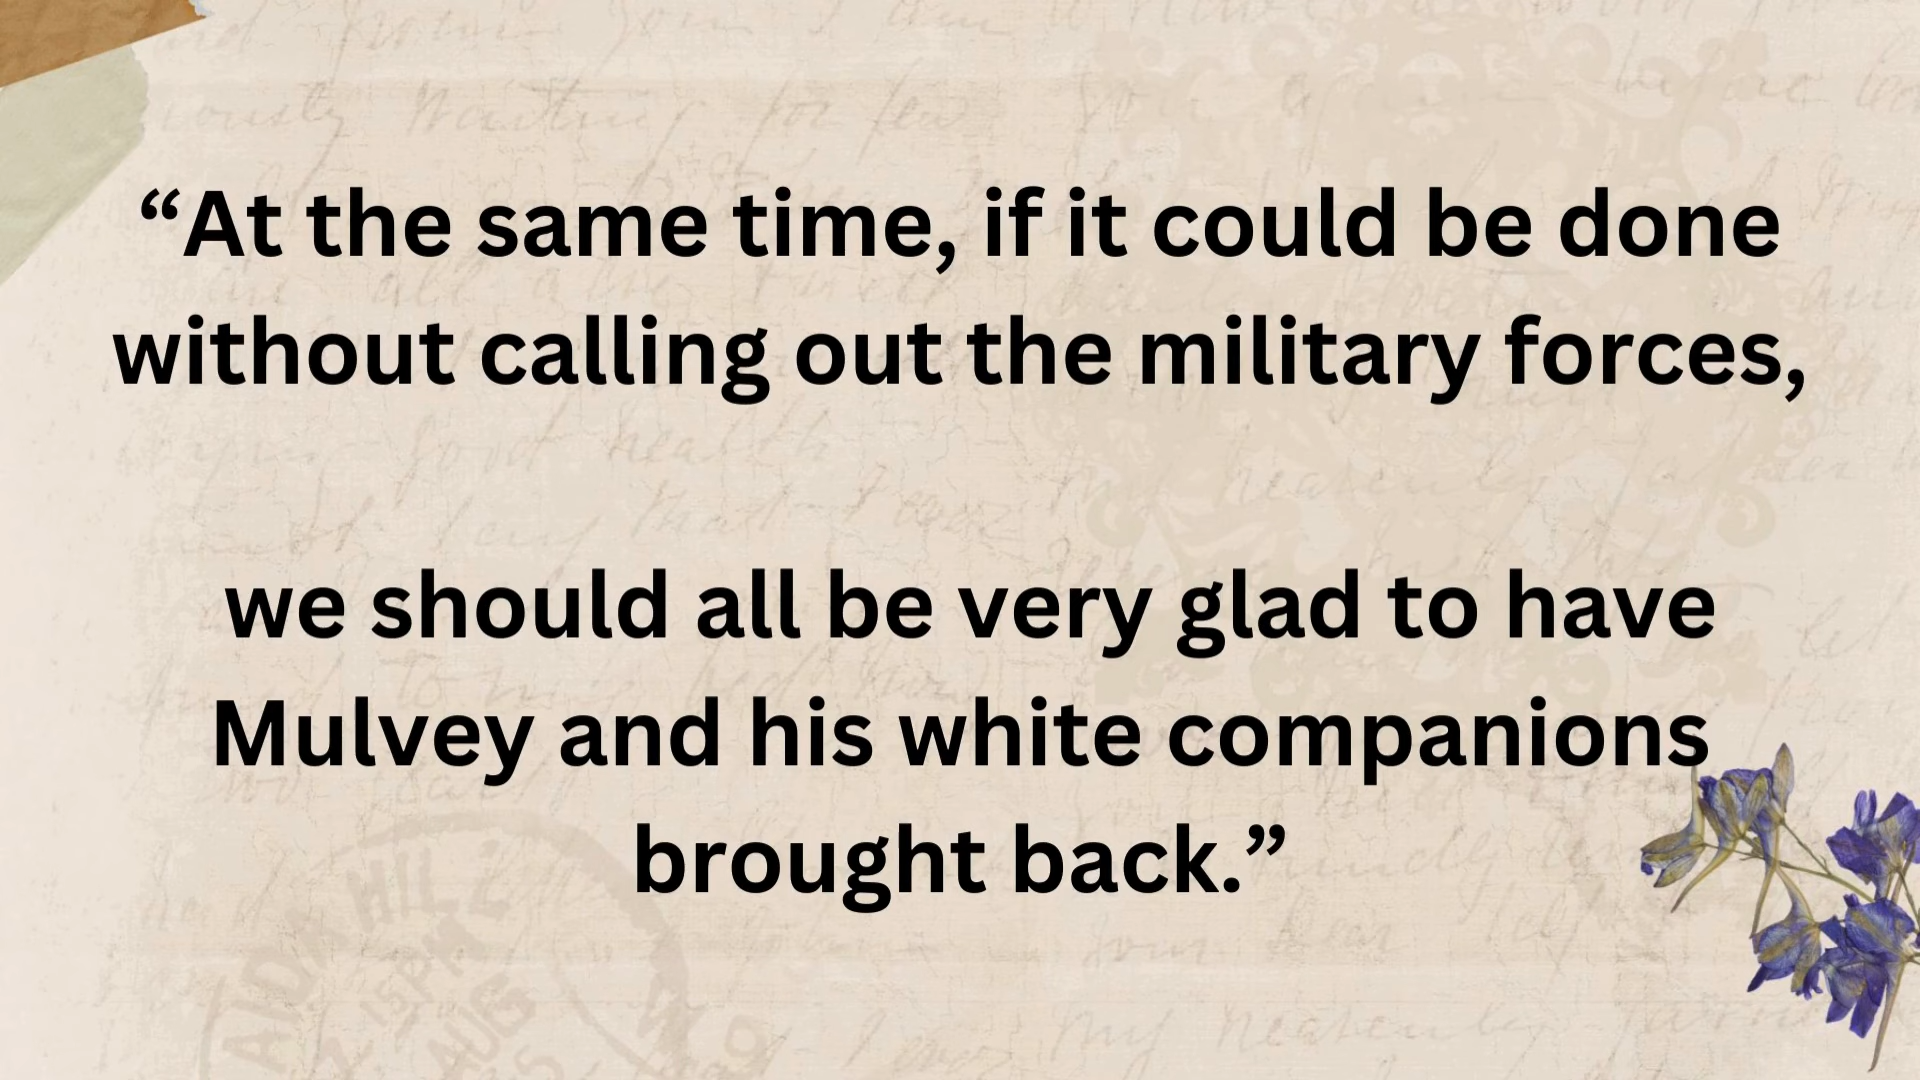 “At the same time, if it could be done
without calling out the military forces,
we should all be very glad to have
Mulvey and his white companions
brought back.”